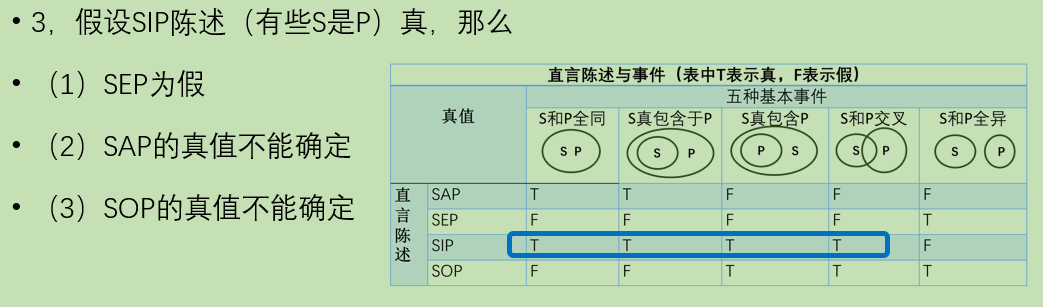 • 3，假设SIP陈述（有些S是P）真，那么
• （1）SEP为假
• （2）SAP的真值不能确定
• （3）SOP的真值不能确定
直言陈述与事件（表中T表示真，F表示假）
真值 五种基本事件
S和P全同 S真包含于P S真包含P S和P交叉 S和P全异
S P S P P S S P S P
直言陈述
SAP T T F F F
SEP F F F F T
SIP T T T T F
SOP F F T T T